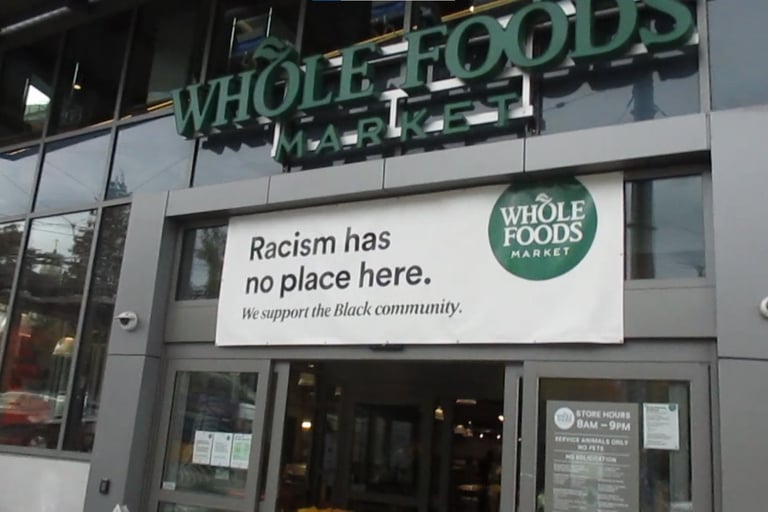 WHOLE FOODS
MARKET
Racism has
no place here.
We support the Black community.
WHOLE
FOODS
MARKET
STORE HOURS
8AM – 9PM
SERVICE ANIMALS ONLY
NO PETS
NO SOLICITATION